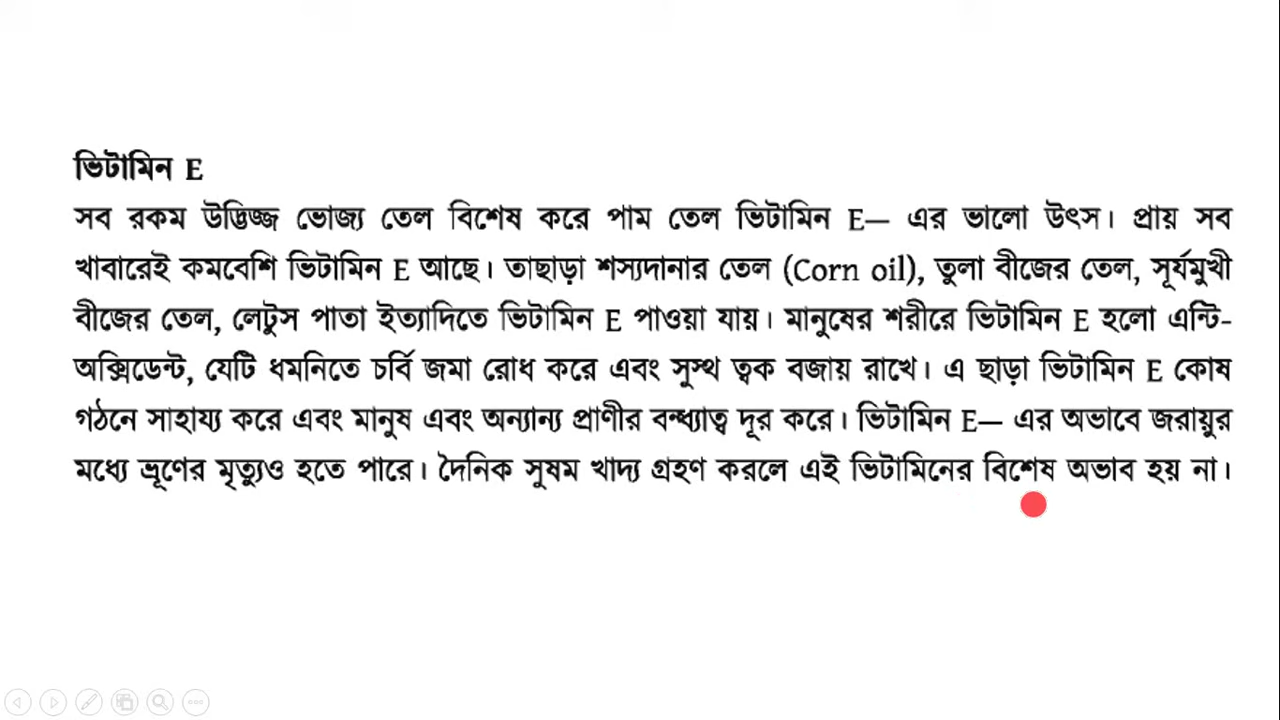 ভিটামিন E
সব রকম উদ্ভিজ্জ ভোজ্য তেল বিশেষ করে পাম তেল ভিটামিন E— এর ভালো উৎস। প্রায় সব
খাবারেই কমবেশি ভিটামিন E আছে। তাছাড়া শস্যদানার তেল (Corn oil), তুলা বীজের তেল, সূর্যমুখী
বীজের তেল, লেটুস পাতা ইত্যাদিতে ভিটামিন E পাওয়া যায়। মানুষের শরীরে ভিটামিন E হলো এন্টি-
অক্সিডেন্ট, যেটি ধমনিতে চর্বি জমা রোধ করে এবং সুস্থ ত্বক বজায় রাখে। এ ছাড়া ভিটামিন E কোষ
গঠনে সাহায্য করে এবং মানুষ এবং অন্যান্য প্রাণীর বন্ধ্যাত্ব দূর করে। ভিটামিন E— এর অভাবে জরায়ুর
মধ্যে ভ্রূণের মৃত্যুও হতে পারে। দৈনিক সুষম খাদ্য গ্রহণ করলে এই ভিটামিনের বিশেষ অভাব হয় না।